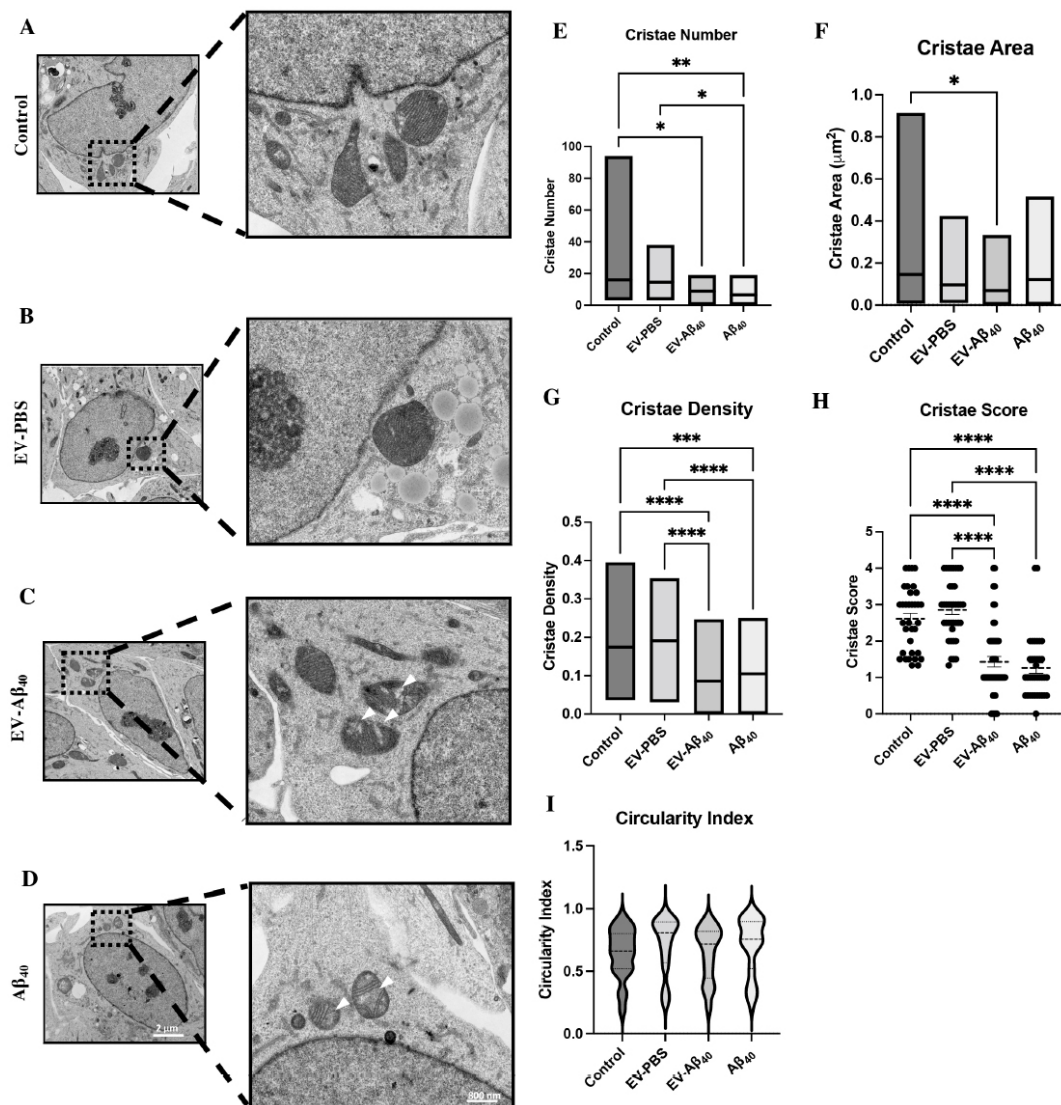 A
Control
B
EV-PBS
C
EV-Aβ40
D
Aβ40
2 μm
800 nm
E
Cristae Number
**
*
*
Cristae Number
100
80
60
40
20
0
Control
EV-PBS
EV-Aβ40
Aβ40
F
Cristae Area
*
Cristae Area (μm²)
1.0
0.8
0.6
0.4
0.2
0.0
Control
EV-PBS
EV-Aβ40
Aβ40
G
Cristae Density
***
****
****
****
Cristae Density
0.5
0.4
0.3
0.2
0.1
0.0
Control
EV-PBS
EV-Aβ40
Aβ40
H
Cristae Score
****
****
****
****
Cristae Score
5
4
3
2
1
0
Control
EV-PBS
EV-Aβ40
Aβ40
I
Circularity Index
Circularity Index
1.5
1.0
0.5
0.0
Control
EV-PBS
EV-Aβ40
Aβ40